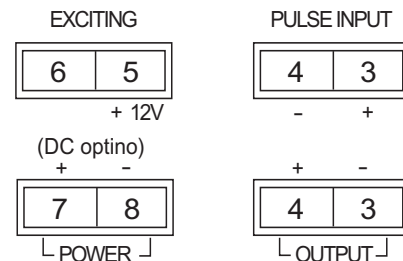 EXCITING PULSE INPUT
6 5 4 3
+ 12V - +
(DC optino)
+ - + -
7 8 4 3
POWER OUTPUT